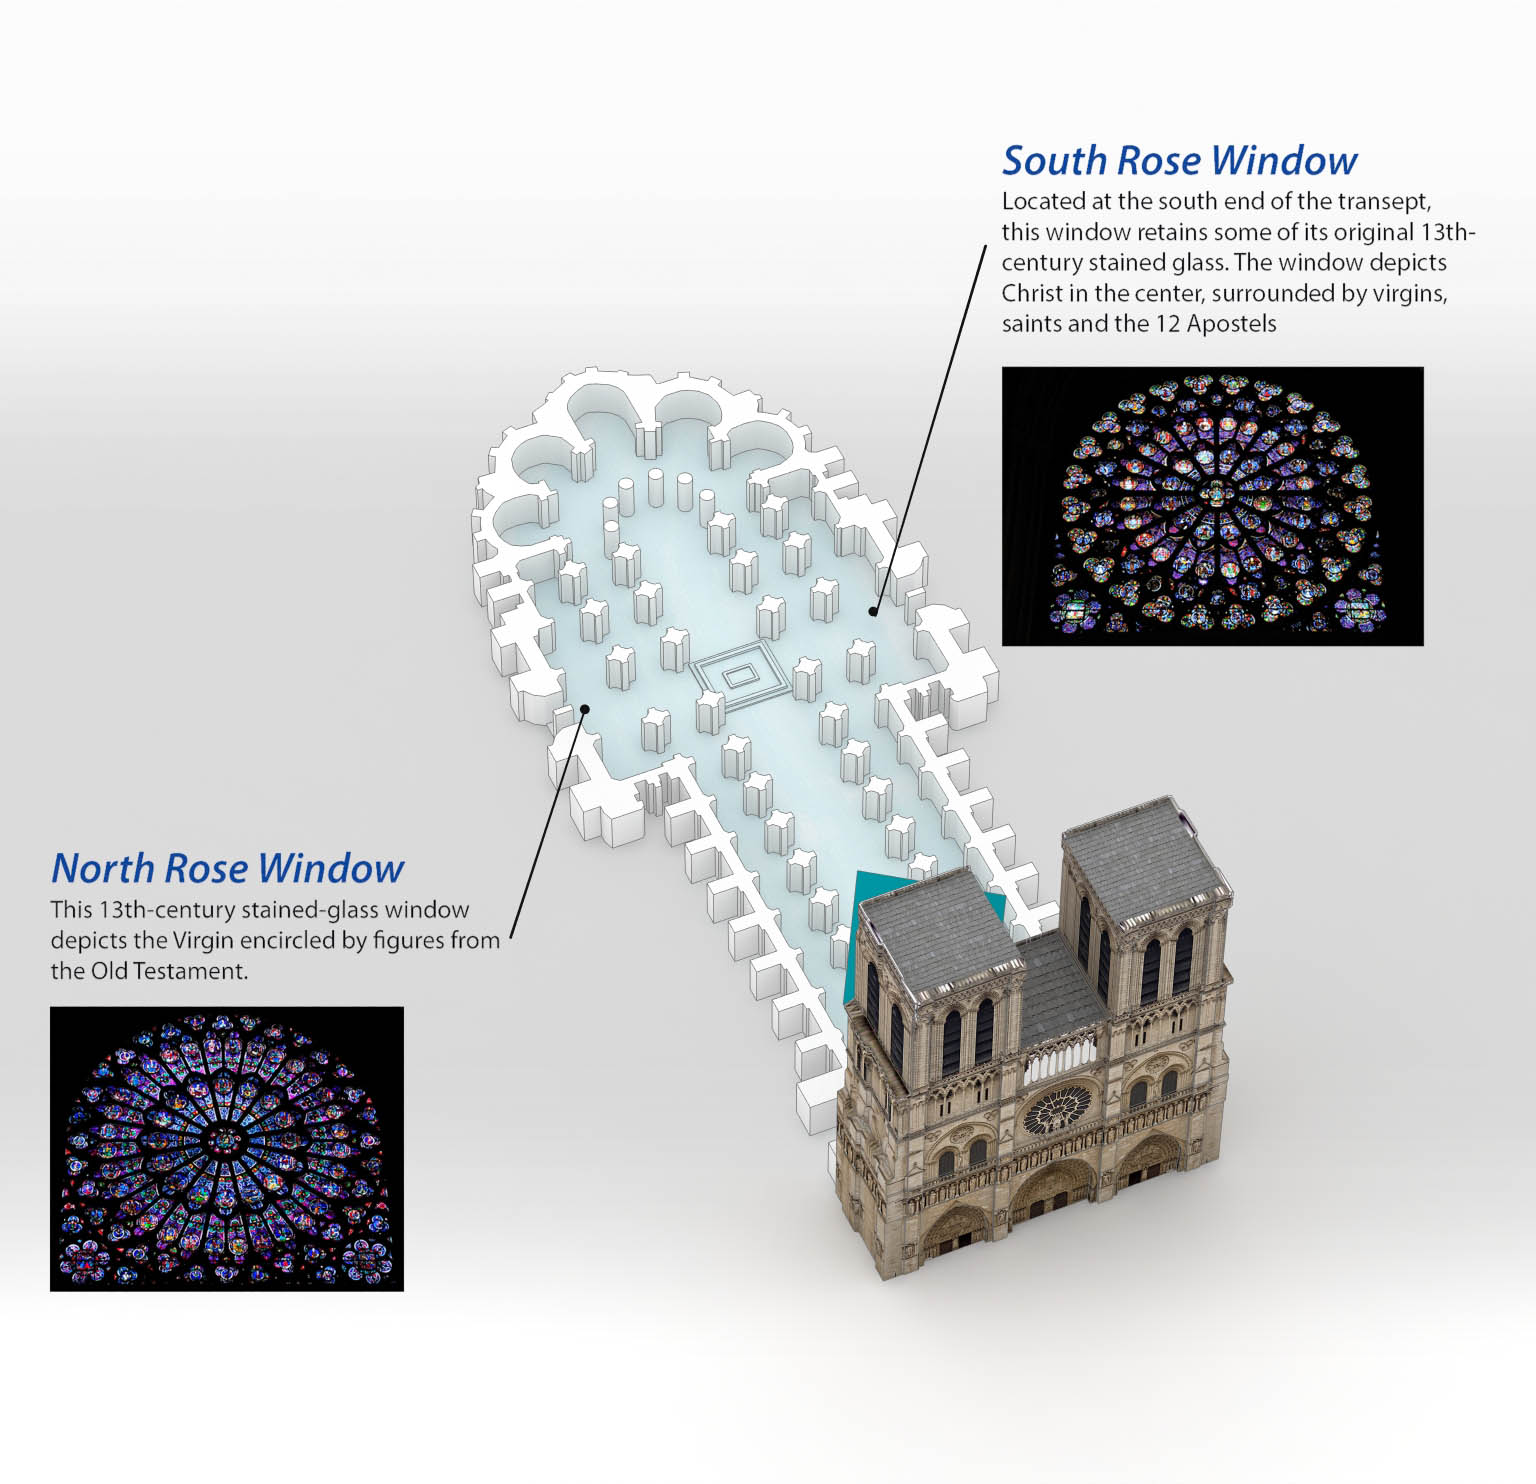 South Rose Window
Located at the south end of the transept,
this window retains some of its original 13th-
century stained glass. The window depicts
Christ in the center, surrounded by virgins,
saints and the 12 Apostels
North Rose Window
This 13th-century stained-glass window
depicts the Virgin encircled by figures from
the Old Testament.